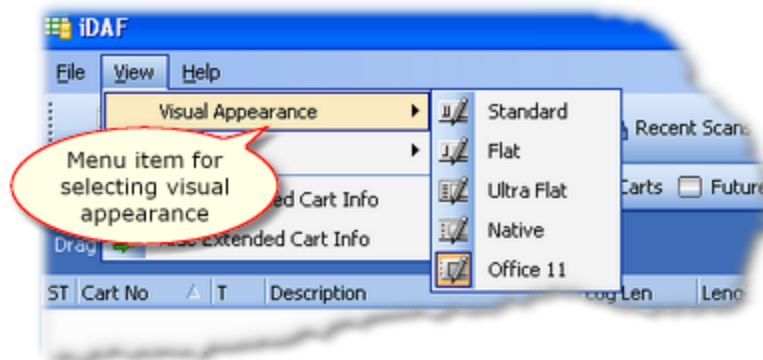 iDAF
File View Help
Visual Appearance
Standard
Recent Scans
Flat
Menu item for
selecting visual
appearance
Ultra Flat
Carts Future
Cart Info
Native
Extended Cart Info
Drag
Office 11
ST Cart No T Description Len